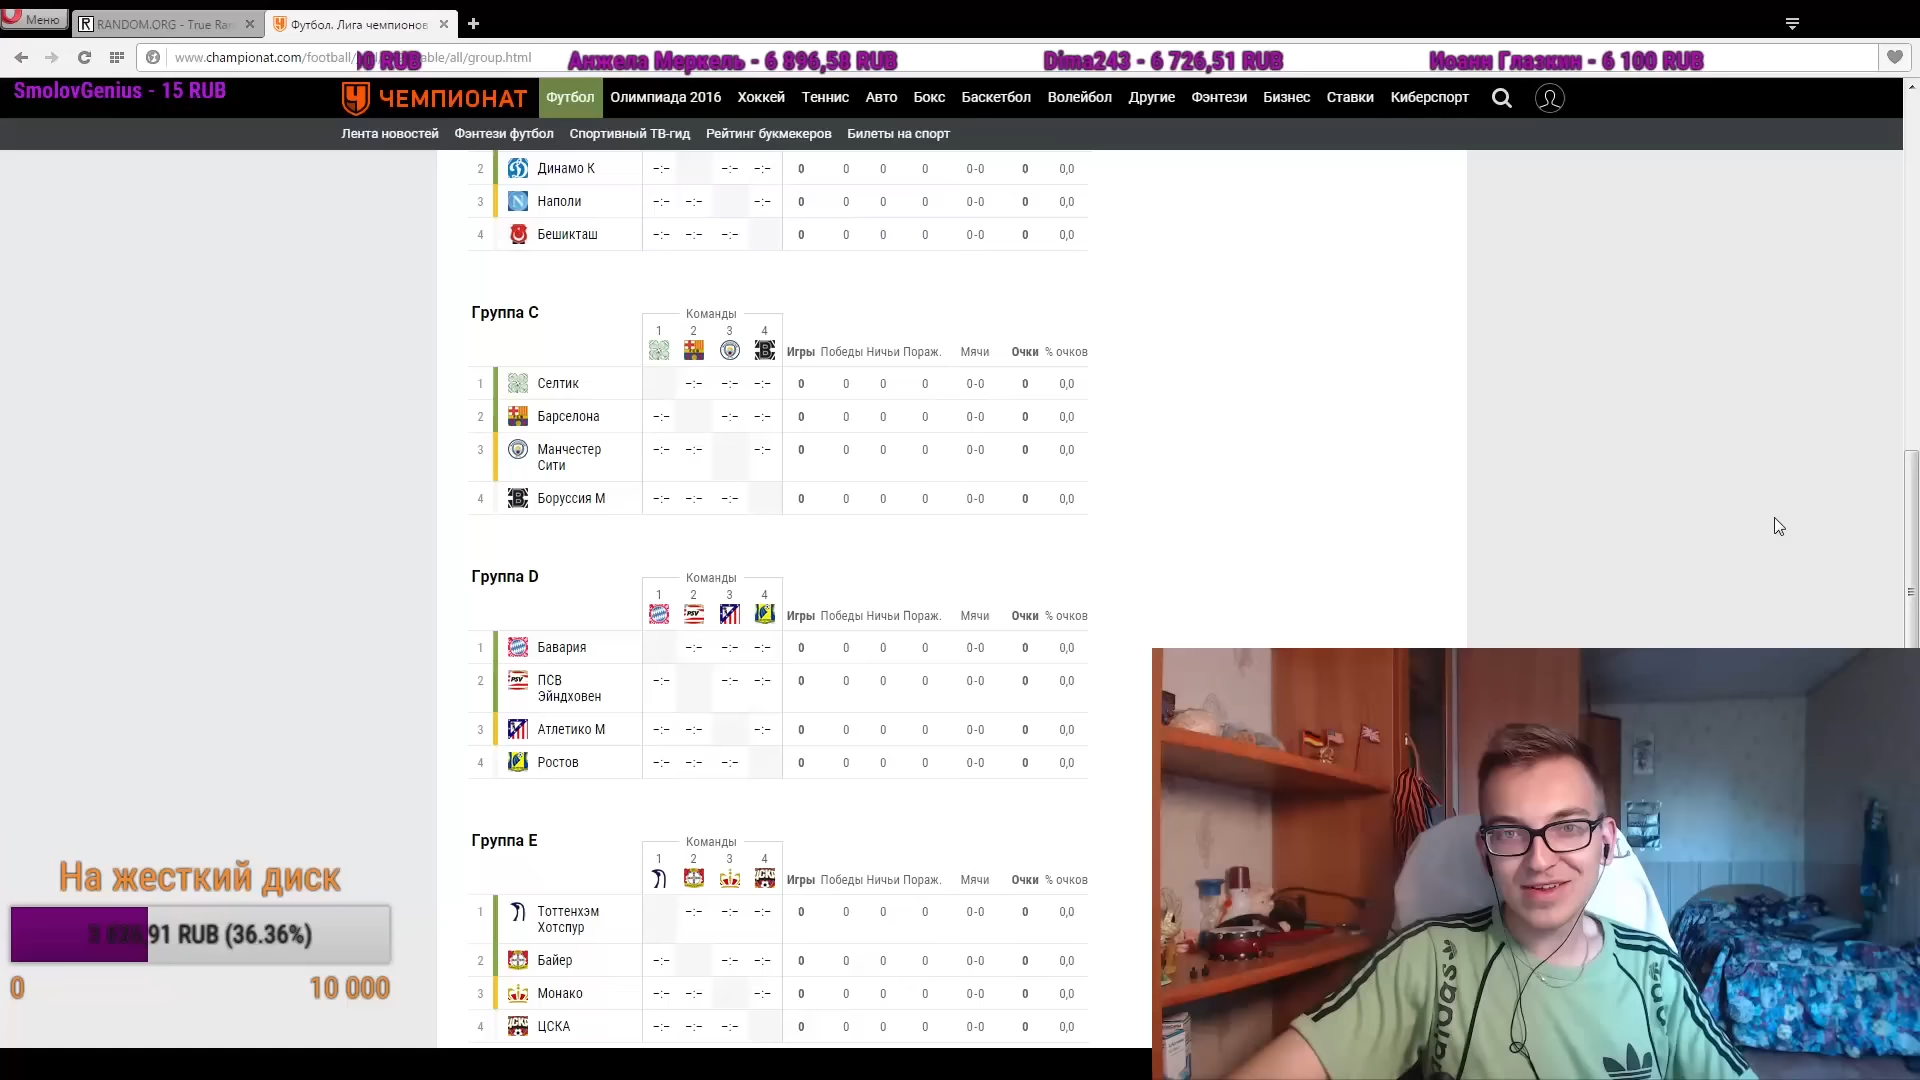 Меню
RANDOM.ORG - True Ran
Футбол. Лига чемпионов
www.championat.com/football/
able/all/group.html
Анжела Меркель - 6 896,58 RUB
Dima243 - 6 726,51 RUB
Иоанн Глазкин - 6 100 RUB
SmolovGenius - 15 RUB
ЧЕМПИОНАТ
Футбол Олимпиада 2016 Хоккей Теннис Авто Бокс Баскетбол Волейбол Другие Фэнтези Бизнес Ставки Киберспорт
Лента новостей Фэнтези футбол Спортивный ТВ-гид Рейтинг букмекеров Билеты на спорт
2 Динамо К –:– –:– –:– 0 0 0 0 0-0 0 0,0
3 Наполи –:– –:– –:– 0 0 0 0 0-0 0 0,0
4 Бешикташ –:– –:– –:– 0 0 0 0 0-0 0 0,0
Группа C
Команды
1 2 3 4
Игры Победы Ничьи Пораж. Мячи Очки % очков
1 Селтик –:– –:– –:– 0 0 0 0 0-0 0 0,0
2 Барселона –:– –:– –:– 0 0 0 0 0-0 0 0,0
3 Манчестер Сити –:– –:– –:– 0 0 0 0 0-0 0 0,0
4 Боруссия М –:– –:– –:– 0 0 0 0 0-0 0 0,0
Группа D
Команды
1 2 3 4
Игры Победы Ничьи Пораж. Мячи Очки % очков
1 Бавария –:– –:– –:– 0 0 0 0 0-0 0 0,0
2 ПСВ Эйндховен –:– –:– –:– 0 0 0 0 0-0 0 0,0
3 Атлетико М –:– –:– –:– 0 0 0 0 0-0 0 0,0
4 Ростов –:– –:– –:– 0 0 0 0 0-0 0 0,0
Группа E
Команды
1 2 3 4
Игры Победы Ничьи Пораж. Мячи Очки % очков
1 Тоттенхэм Хотспур –:– –:– –:– 0 0 0 0 0-0 0 0,0
2 Байер –:– –:– –:– 0 0 0 0 0-0 0 0,0
3 Монако –:– –:– –:– 0 0 0 0 0-0 0 0,0
4 ЦСКА –:– –:– –:– 0 0 0 0 0-0 0 0,0
На жесткий диск
91 RUB (36.36%)
0 10 000
adidas